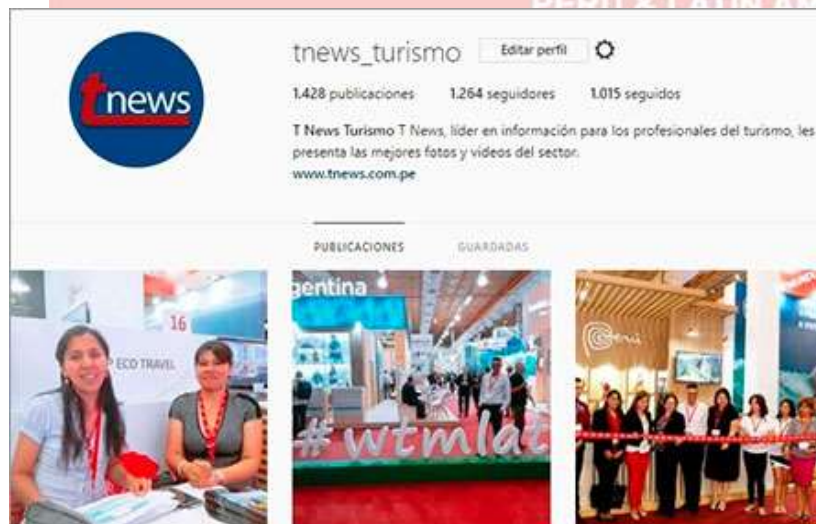 tnews
tnews_turismo
Editar perfil
1.428 publicaciones 1.264 seguidores 1.015 seguidos
T News Turismo T News, líder en información para los profesionales del turismo, les
presenta las mejores fotos y videos del sector.
www.tnews.com.pe
PUBLICACIONES GUARDADAS
16
ECO TRAVEL
gentina
#wtmlat
Perú